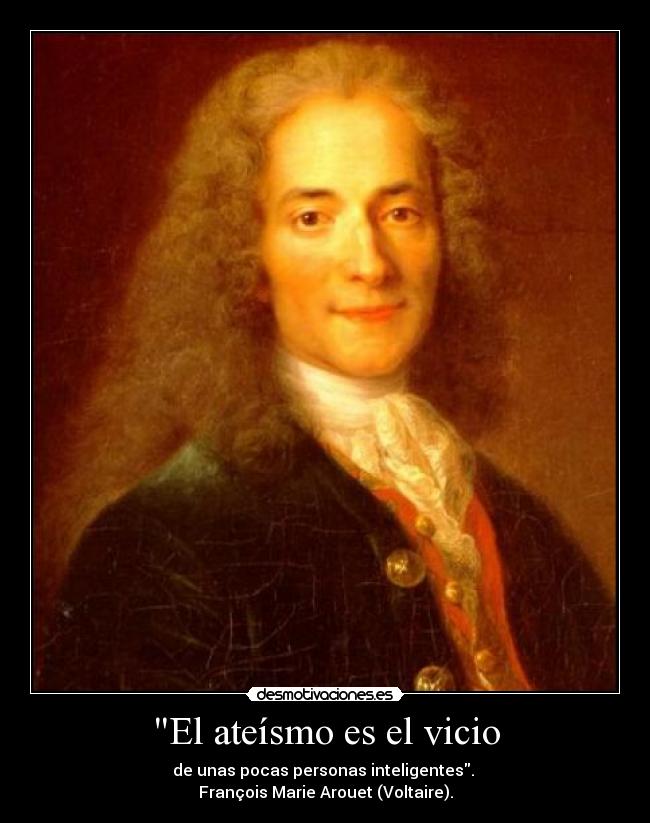 desmotivaciones.es
"El ateísmo es el vicio
de unas pocas personas inteligentes".
François Marie Arouet (Voltaire).